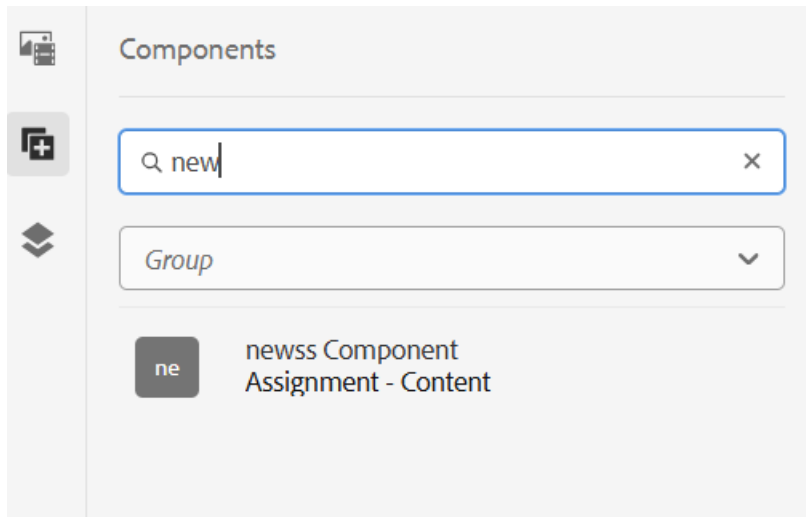 Components
new
Group
ne
newss Component
Assignment - Content